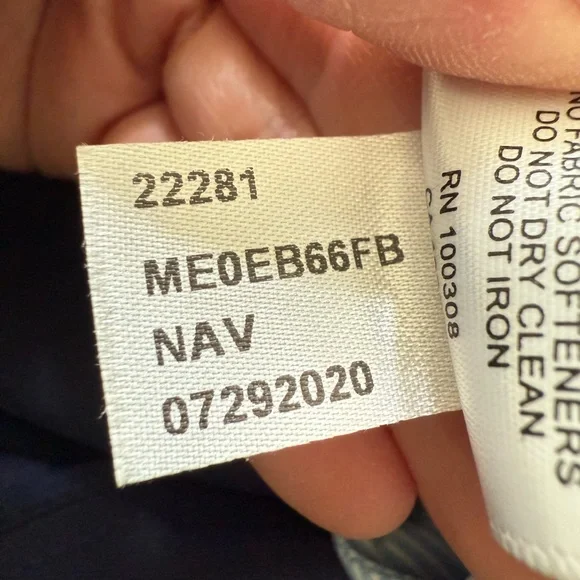 22281
ME0EB66FB
NAV
07292020
RN 100308
NO FABRIC SOFTENERS
DO NOT DRY CLEAN
DO NOT IRON